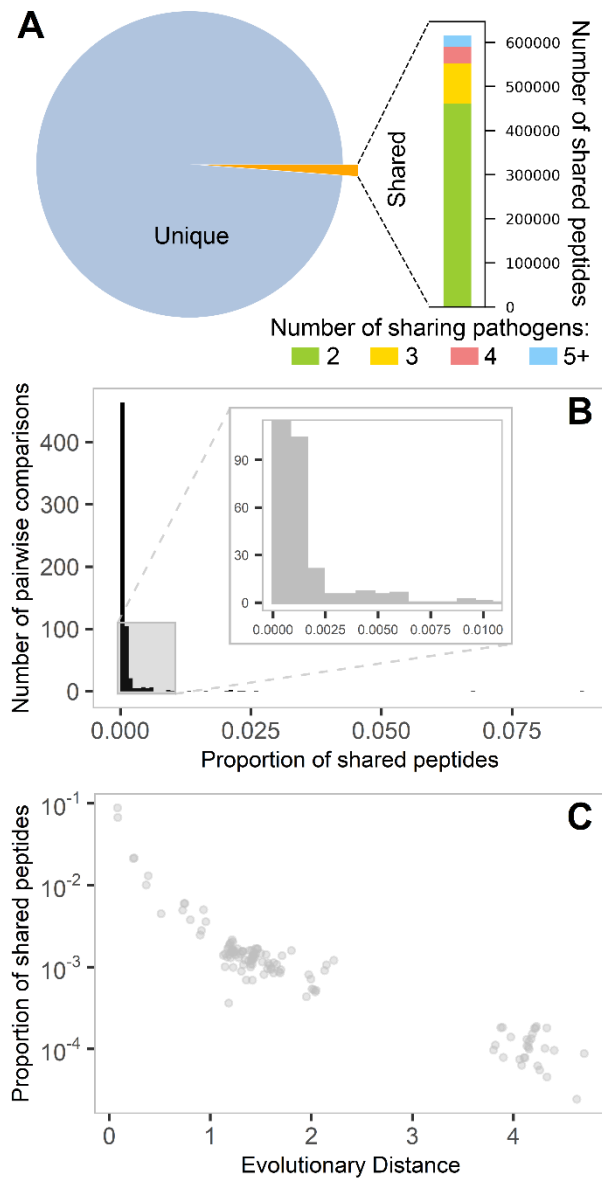 A
Unique
Shared
600000
500000
400000
300000
200000
100000
0
Number of shared peptides
Number of sharing pathogens:
2 3 4 5+
B
Number of pairwise comparisons
400
300
200
100
0
90
60
30
0
0.0000 0.0025 0.0050 0.0075 0.0100
0.000 0.025 0.050 0.075
Proportion of shared peptides
C
Proportion of shared peptides
10⁻¹
10⁻²
10⁻³
10⁻⁴
0 1 2 3 4
Evolutionary Distance